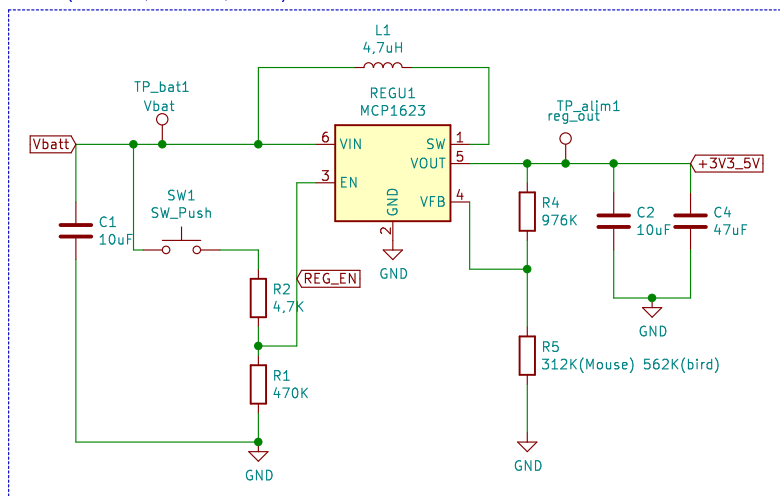 L1
4,7uH
TP_bat1
Vbat
REGU1
MCP1623
TP_alim1
reg_out
Vbatt
6
VIN
SW
1
VOUT
5
+3V3_5V
3
EN
VFB
4
GND
2
GND
SW1
SW_Push
C1
10uF
R4
976K
C2
10uF
C4
47uF
REG_EN
R2
4,7K
GND
R5
312K(Mouse) 562K(bird)
R1
470K
GND
GND